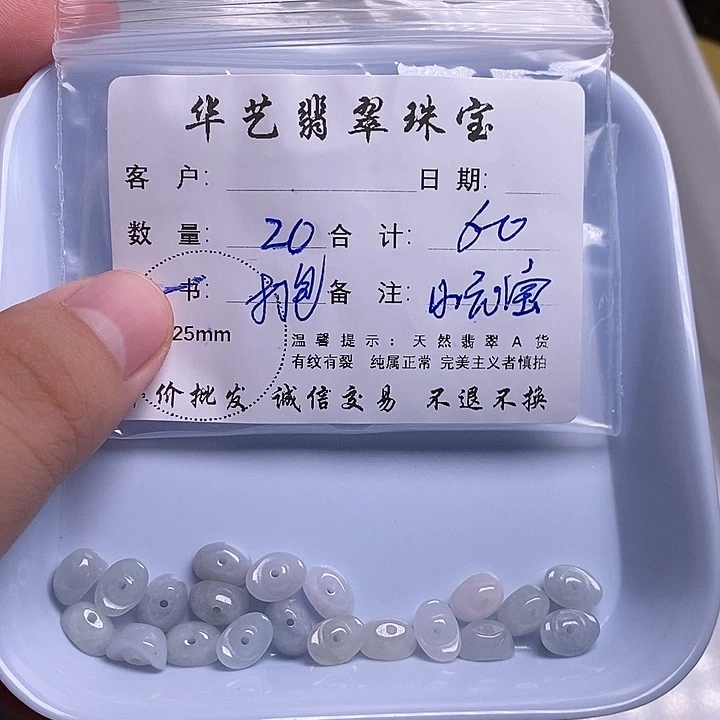 华艺翡翠珠宝
客 户: 日 期:
数 量: 20 合 计: 60
书: 打包 备 注: 小元宝
25mm
温馨提示: 天然翡翠A货
有纹有裂 纯属正常 完美主义者慎拍
价批发 诚信交易 不退不换